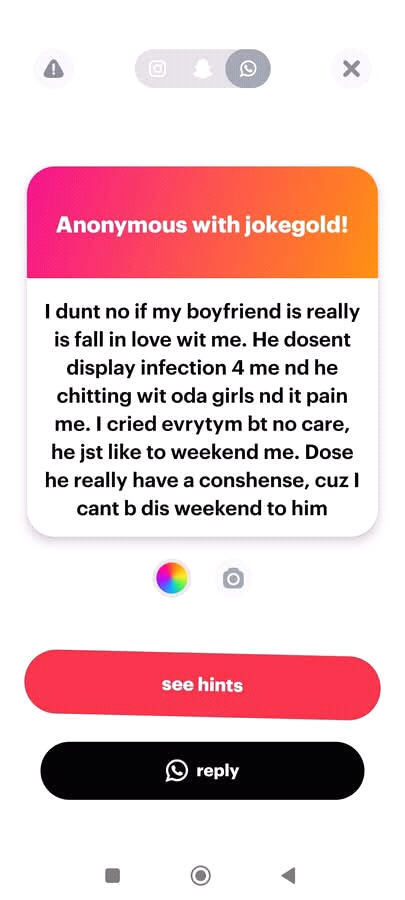 Anonymous with jokegold!
I dunt no if my boyfriend is really
is fall in love wit me. He dosent
display infection 4 me nd he
chitting wit oda girls nd it pain
me. I cried evrytym bt no care,
he jst like to weekend me. Dose
he really have a conshense, cuz I
cant b dis weekend to him
see hints
reply